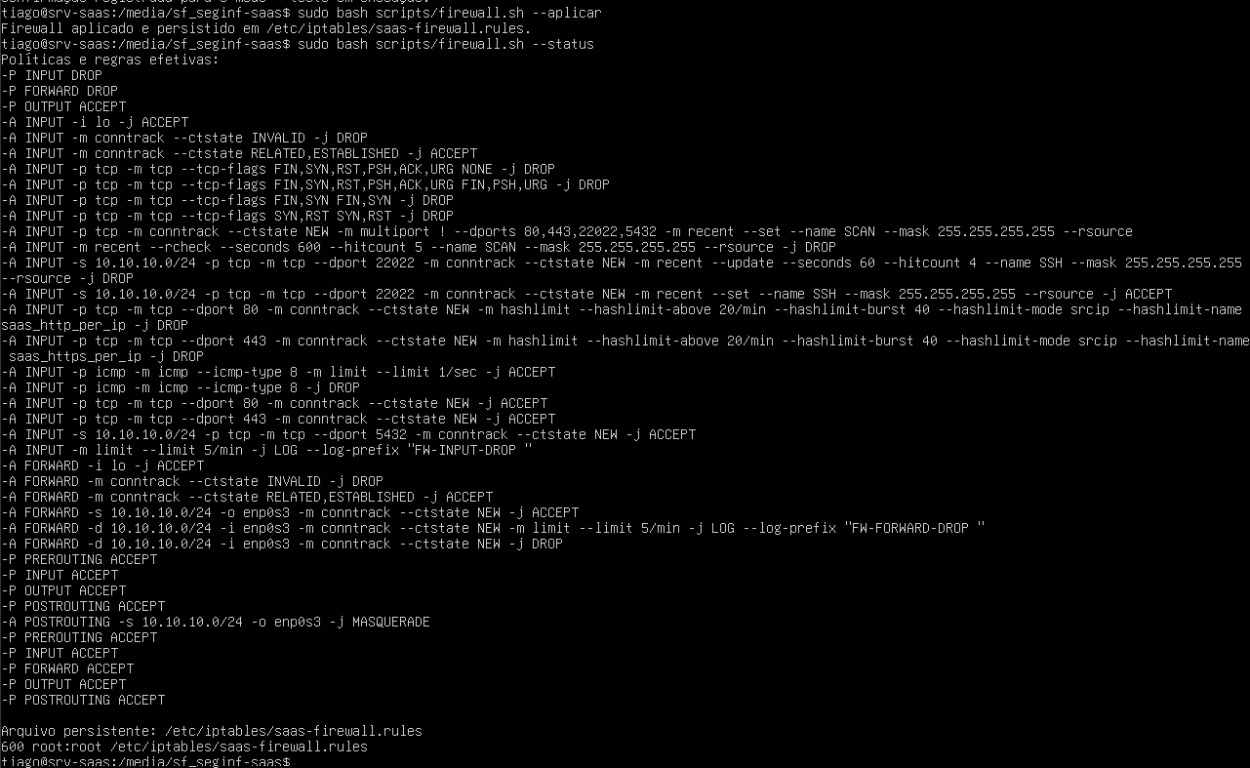 tiago@srv-saas:/media/sf_seginf-saas$ sudo bash scripts/firewall.sh --aplicar
Firewall aplicado e persistido em /etc/iptables/saas-firewall.rules.
tiago@srv-saas:/media/sf_seginf-saas$ sudo bash scripts/firewall.sh --status
Políticas e regras efetivas:
-P INPUT DROP
-P FORWARD DROP
-P OUTPUT ACCEPT
-A INPUT -i lo -j ACCEPT
-A INPUT -m conntrack --ctstate INVALID -j DROP
-A INPUT -m conntrack --ctstate RELATED,ESTABLISHED -j ACCEPT
-A INPUT -p tcp -m tcp --tcp-flags FIN,SYN,RST,PSH,ACK,URG NONE -j DROP
-A INPUT -p tcp -m tcp --tcp-flags FIN,SYN,RST,PSH,ACK,URG FIN,PSH,URG -j DROP
-A INPUT -p tcp -m tcp --tcp-flags FIN,SYN FIN,SYN -j DROP
-A INPUT -p tcp -m tcp --tcp-flags SYN,RST SYN,RST -j DROP
-A INPUT -p tcp -m conntrack --ctstate NEW -m multiport ! --dports 80,443,22022,5432 -m recent --set --name SCAN --mask 255.255.255.255 --rsource
-A INPUT -m recent --rcheck --seconds 600 --hitcount 5 --name SCAN --mask 255.255.255.255 --rsource -j DROP
-A INPUT -s 10.10.10.0/24 -p tcp -m tcp --dport 22022 -m conntrack --ctstate NEW -m recent --update --seconds 60 --hitcount 4 --name SSH --mask 255.255.255.255
--rsource -j DROP
-A INPUT -s 10.10.10.0/24 -p tcp -m tcp --dport 22022 -m conntrack --ctstate NEW -m recent --set --name SSH --mask 255.255.255.255 --rsource -j ACCEPT
-A INPUT -p tcp -m tcp --dport 80 -m conntrack --ctstate NEW -m hashlimit --hashlimit-above 20/min --hashlimit-burst 40 --hashlimit-mode srcip --hashlimit-name
saas_http_per_ip -j DROP
-A INPUT -p tcp -m tcp --dport 443 -m conntrack --ctstate NEW -m hashlimit --hashlimit-above 20/min --hashlimit-burst 40 --hashlimit-mode srcip --hashlimit-name
saas_https_per_ip -j DROP
-A INPUT -p icmp -m icmp --icmp-type 8 -m limit --limit 1/sec -j ACCEPT
-A INPUT -p icmp -m icmp --icmp-type 8 -j DROP
-A INPUT -p tcp -m tcp --dport 80 -m conntrack --ctstate NEW -j ACCEPT
-A INPUT -p tcp -m tcp --dport 443 -m conntrack --ctstate NEW -j ACCEPT
-A INPUT -s 10.10.10.0/24 -p tcp -m tcp --dport 5432 -m conntrack --ctstate NEW -j ACCEPT
-A INPUT -m limit --limit 5/min -j LOG --log-prefix "FW-INPUT-DROP "
-A FORWARD -i lo -j ACCEPT
-A FORWARD -m conntrack --ctstate INVALID -j DROP
-A FORWARD -m conntrack --ctstate RELATED,ESTABLISHED -j ACCEPT
-A FORWARD -s 10.10.10.0/24 -o enp0s3 -m conntrack --ctstate NEW -j ACCEPT
-A FORWARD -d 10.10.10.0/24 -i enp0s3 -m conntrack --ctstate NEW -m limit --limit 5/min -j LOG --log-prefix "FW-FORWARD-DROP "
-A FORWARD -d 10.10.10.0/24 -i enp0s3 -m conntrack --ctstate NEW -j DROP
-P PREROUTING ACCEPT
-P INPUT ACCEPT
-P OUTPUT ACCEPT
-P POSTROUTING ACCEPT
-A POSTROUTING -s 10.10.10.0/24 -o enp0s3 -j MASQUERADE
-P PREROUTING ACCEPT
-P INPUT ACCEPT
-P FORWARD ACCEPT
-P OUTPUT ACCEPT
-P POSTROUTING ACCEPT
Arquivo persistente: /etc/iptables/saas-firewall.rules
600 root:root /etc/iptables/saas-firewall.rules
tiago@srv-saas:/media/sf_seginf-saas$